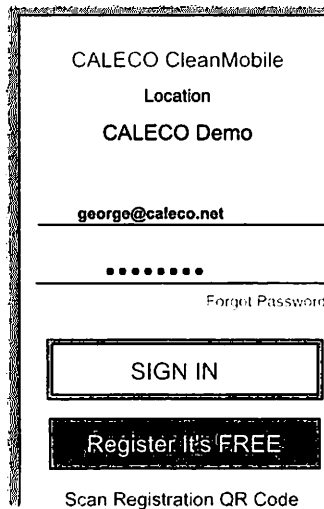 CALECO CleanMobile
Location
CALECO Demo
george@caleco.net
••••••••
Forgot Password
SIGN IN
Register It's FREE
Scan Registration QR Code